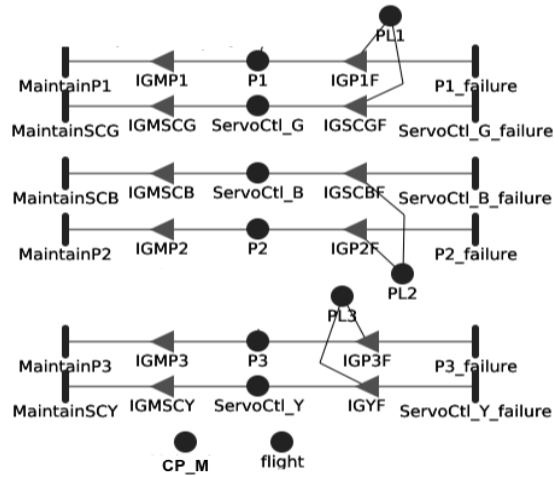 PL1
MaintainP1 IGMP1 P1 IGP1F P1_failure
MaintainSCG IGMSCG ServoCtl_G IGSCGF ServoCtl_G_failure
MaintainSCB IGMSCB ServoCtl_B IGSCBF ServoCtl_B_failure
MaintainP2 IGMP2 P2 IGP2F P2_failure
PL2
PL3
MaintainP3 IGMP3 P3 IGP3F P3_failure
MaintainSCY IGMSCY ServoCtl_Y IGYF ServoCtl_Y_failure
CP_M flight